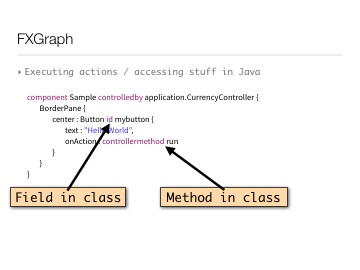 FXGraph
‣ Executing actions / accessing stuff in Java
component Sample controlledby application.CurrencyController {
BorderPane {
center : Button id mybutton {
text : "Hello World",
onAction controllermethod run
}
}
}
Field in class
Method in class